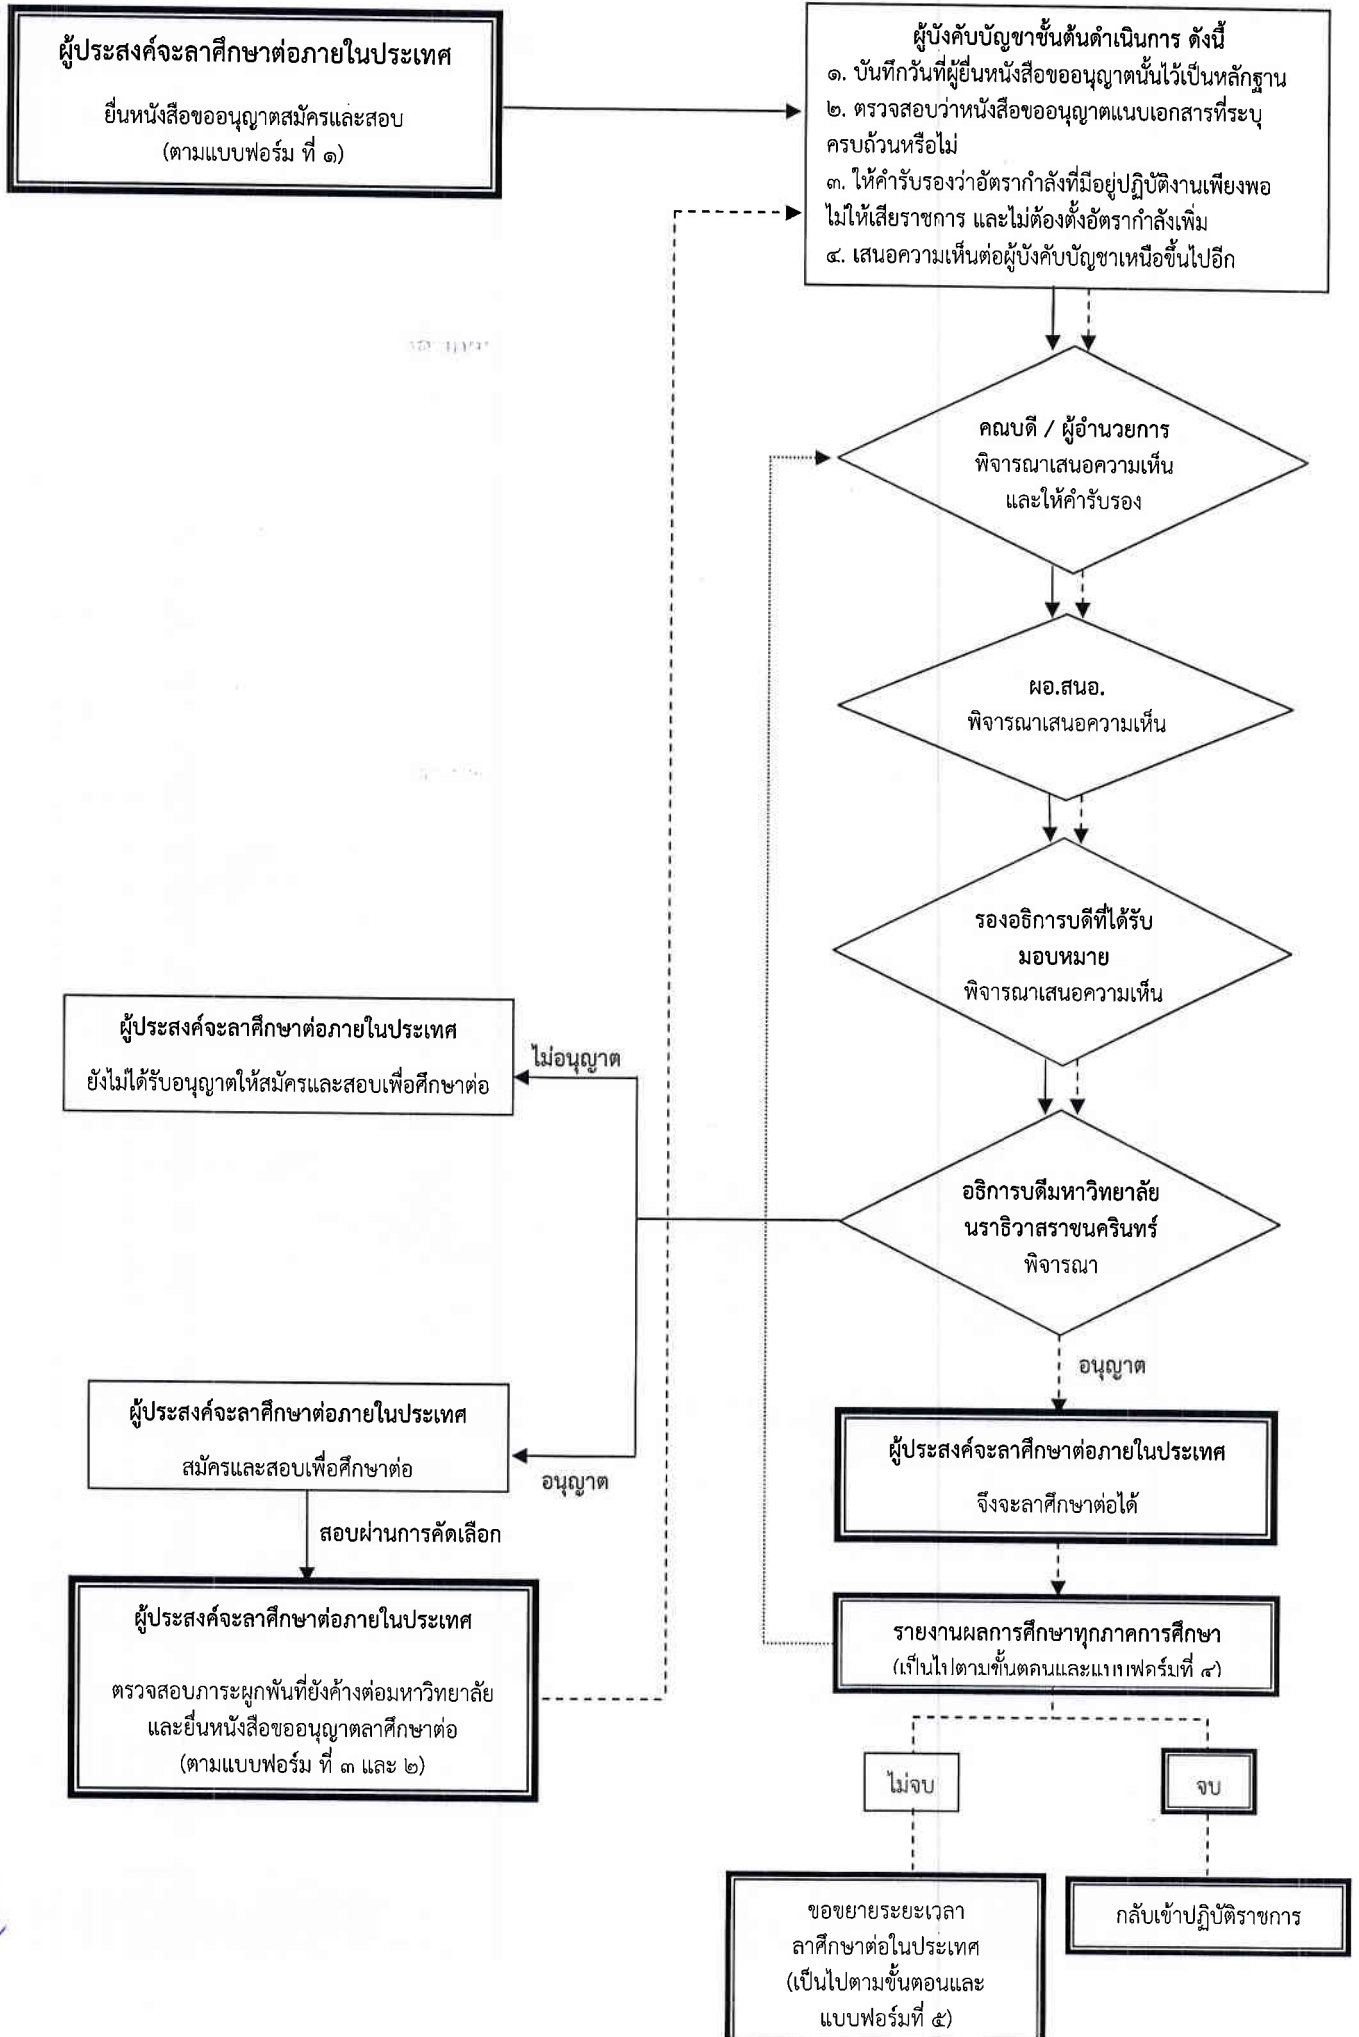 ผู้ประสงค์จะลาศึกษาต่อภายในประเทศ
ยื่นหนังสือขออนุญาตสมัครและสอบ
(ตามแบบฟอร์ม ที่ ๑)
ผู้บังคับบัญชาชั้นต้นดำเนินการ ดังนี้
๑. บันทึกวันที่ผู้ยื่นหนังสือขออนุญาตนั้นไว้เป็นหลักฐาน
๒. ตรวจสอบว่าหนังสือขออนุญาตแนบเอกสารที่ระบุ
ครบถ้วนหรือไม่
๓. ให้คำรับรองว่าอัตรากำลังที่มีอยู่ปฏิบัติงานเพียงพอ
ไม่ให้เสียราชการ และไม่ต้องตั้งอัตรากำลังเพิ่ม
๔. เสนอความเห็นต่อผู้บังคับบัญชาเหนือขึ้นไปอีก
คณบดี / ผู้อำนวยการ
พิจารณาเสนอความเห็น
และให้คำรับรอง
ผอ.สนอ.
พิจารณาเสนอความเห็น
รองอธิการบดีที่ได้รับ
มอบหมาย
พิจารณาเสนอความเห็น
ผู้ประสงค์จะลาศึกษาต่อภายในประเทศ
ยังไม่ได้รับอนุญาตให้สมัครและสอบเพื่อศึกษาต่อ
ไม่อนุญาต
อธิการบดีมหาวิทยาลัย
นราธิวาสราชนครินทร์
พิจารณา
อนุญาต
ผู้ประสงค์จะลาศึกษาต่อภายในประเทศ
สมัครและสอบเพื่อศึกษาต่อ
อนุญาต
สอบผ่านการคัดเลือก
ผู้ประสงค์จะลาศึกษาต่อภายในประเทศ
จึงจะลาศึกษาต่อได้
ผู้ประสงค์จะลาศึกษาต่อภายในประเทศ
ตรวจสอบภาระผูกพันที่ยังค้างต่อมหาวิทยาลัย
และยื่นหนังสือขออนุญาตลาศึกษาต่อ
(ตามแบบฟอร์ม ที่ ๓ และ ๒)
รายงานผลการศึกษาทุกภาคการศึกษา
(เป็นไปตามขั้นตอนและแบบฟอร์มที่ ๔)
ไม่จบ
จบ
ขอขยายระยะเวลา
ลาศึกษาต่อในประเทศ
(เป็นไปตามขั้นตอนและ
แบบฟอร์มที่ ๕)
กลับเข้าปฏิบัติราชการ